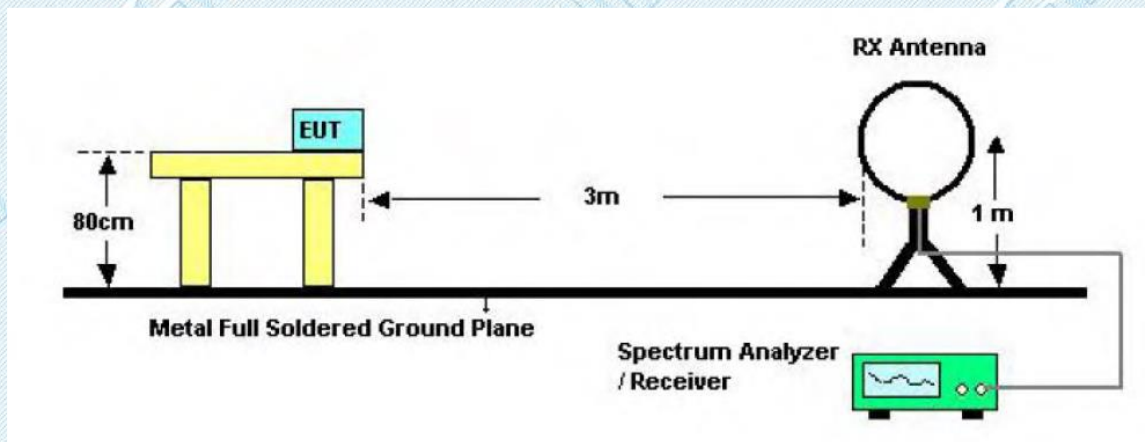 RX Antenna
EUT
3m
80cm
1 m
Metal Full Soldered Ground Plane
Spectrum Analyzer
/ Receiver